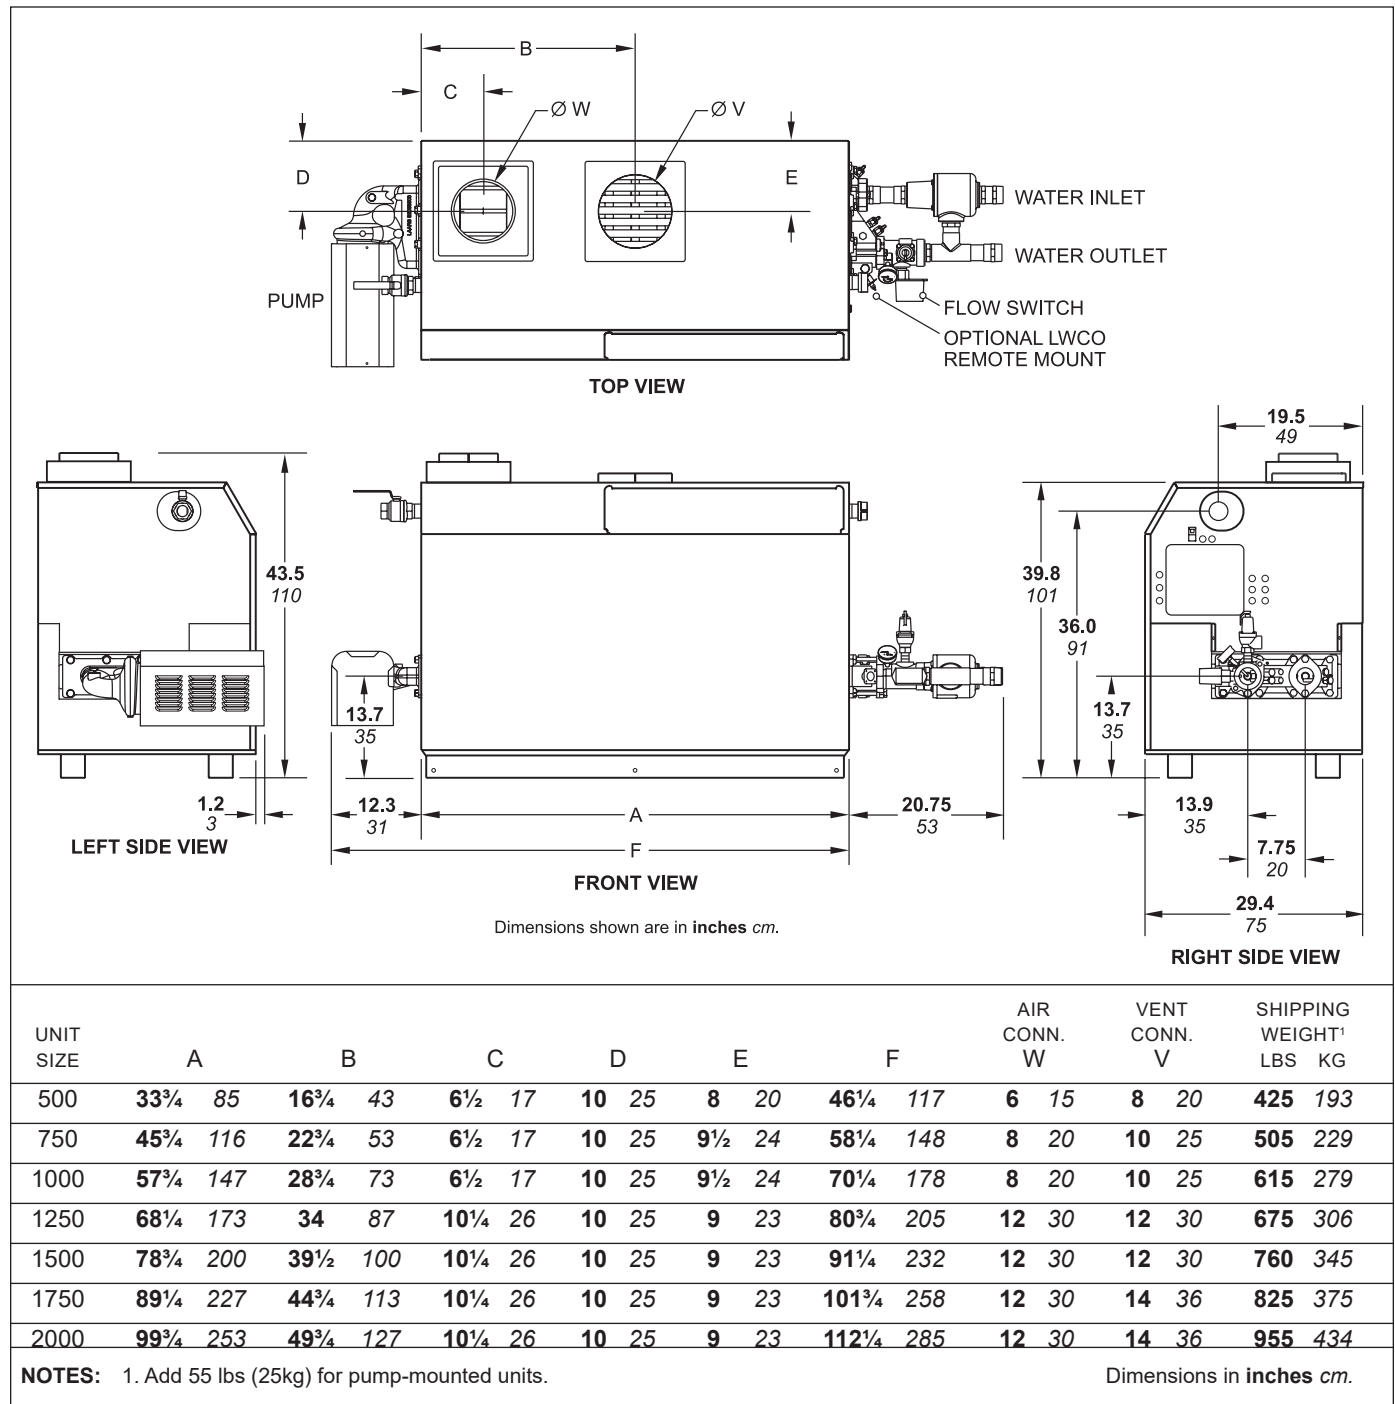 B
C
Ø W
Ø V
D
E
WATER INLET
WATER OUTLET
PUMP
FLOW SWITCH
OPTIONAL LWCO
REMOTE MOUNT
TOP VIEW
43.5
110
1.2
3
LEFT SIDE VIEW
13.7
35
12.3
31
A
20.75
53
F
FRONT VIEW
Dimensions shown are in inches cm.
19.5
49
39.8
101
36.0
91
13.7
35
13.9
35
7.75
20
29.4
75
RIGHT SIDE VIEW
UNIT SIZE A B C D E F AIR CONN. W VENT CONN. V SHIPPING WEIGHT¹ LBS KG
500 33¾ 85 16¾ 43 6½ 17 10 25 8 20 46¼ 117 6 15 8 20 425 193
750 45¾ 116 22¾ 53 6½ 17 10 25 9½ 24 58¼ 148 8 20 10 25 505 229
1000 57¾ 147 28¾ 73 6½ 17 10 25 9½ 24 70¼ 178 8 20 10 25 615 279
1250 68¼ 173 34 87 10¼ 26 10 25 9 23 80¾ 205 12 30 12 30 675 306
1500 78¾ 200 39½ 100 10¼ 26 10 25 9 23 91¼ 232 12 30 12 30 760 345
1750 89¼ 227 44¾ 113 10¼ 26 10 25 9 23 101¾ 258 12 30 14 36 825 375
2000 99¾ 253 49¾ 127 10¼ 26 10 25 9 23 112¼ 285 12 30 14 36 955 434
NOTES: 1. Add 55 lbs (25kg) for pump-mounted units.
Dimensions in inches cm.